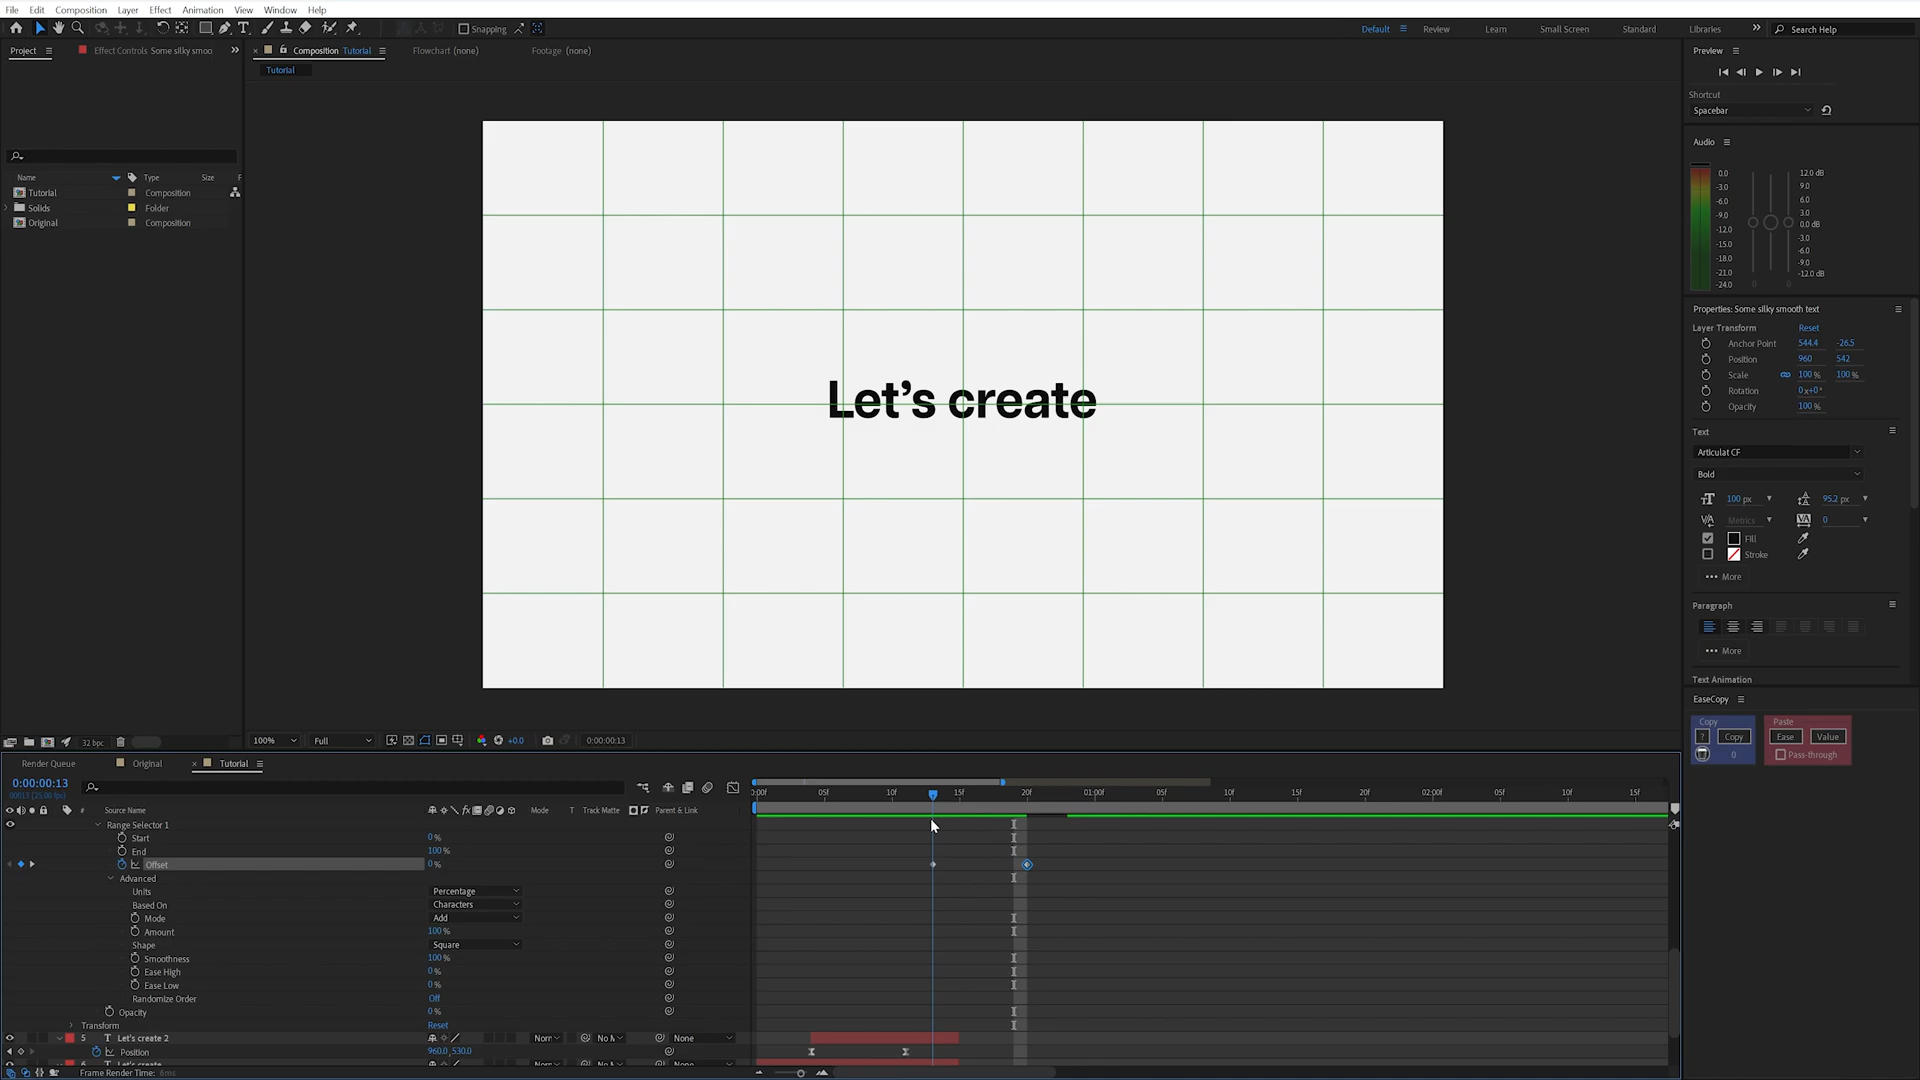 File Edit Composition Layer Effect Animation View Window Help
Snapping
Default Review Learn Small Screen Standard Libraries Search Help
Project Effect Controls Some silky smoo
Composition Tutorial Flowchart (none) Footage (none)
Tutorial
Name Type Size F
Tutorial Composition
Solids Folder
Original Composition
Let’s create
Preview
Shortcut
Spacebar
Audio
0.0
-3.0
-6.0
-9.0
-12.0
-15.0
-18.0
-21.0
-24.0
12.0 dB
9.0
6.0
3.0
0.0 dB
-3.0
-6.0
-9.0
-12.0 dB
0 0
Properties: Some silky smooth text
Layer Transform Reset
Anchor Point 544.4 -26.5
Position 960 542
Scale 100 % 100 %
Rotation 0x+0°
Opacity 100 %
Text
Articulat CF
Bold
100 px 95.2 px
Metrics 0
Fill
Stroke
More
Paragraph
More
Text Animation
EaseCopy
Copy Paste
? Copy Ease Value
0 Pass-through
32 bpc
100% Full +0.0 0:00:00:13
Render Queue Original Tutorial
0:00:00:13
00013 (25.00 fps)
# Source Name Mode T Track Matte Parent & Link
:00f 05f 10f 15f 20f 01:00f 05f 10f 15f 20f 02:00f 05f 10f 15f
Range Selector 1
Start 0 %
End 100 %
Offset 0 %
Advanced
Units Percentage
Based On Characters
Mode Add
Amount 100 %
Shape Square
Smoothness 100 %
Ease High 0 %
Ease Low 0 %
Randomize Order Off
Opacity 0 %
Transform Reset
5 T Let's create 2 Norm No M None
Position 960.0,530.0
6 T Let's create Norm No M None
Frame Render Time: 6ms